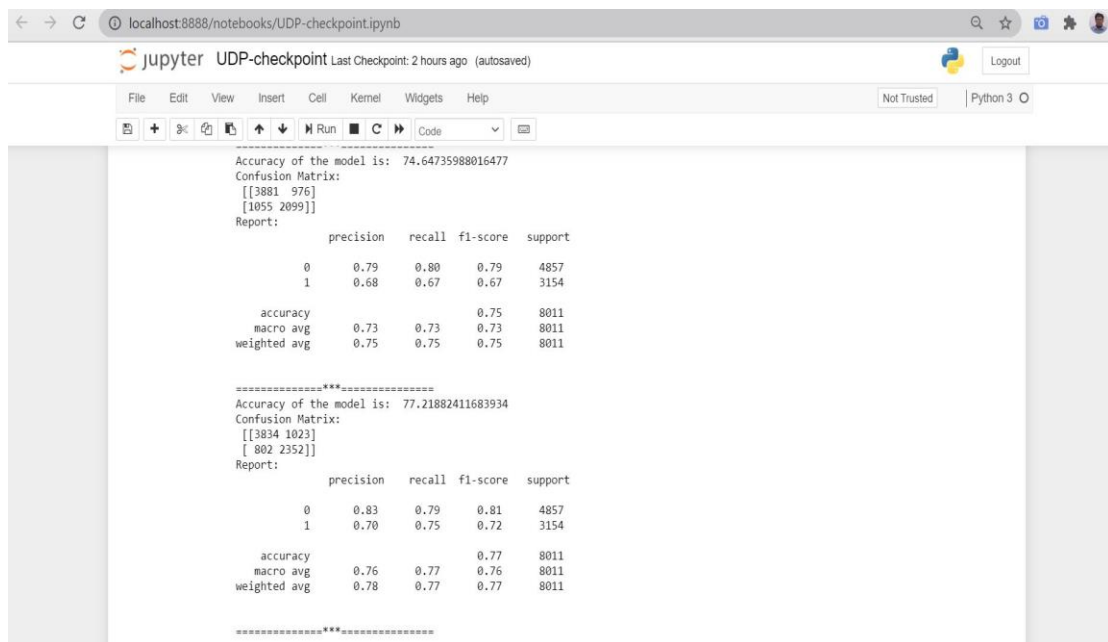 localhost:8888/notebooks/UDP-checkpoint.ipynb
jupyter UDP-checkpoint Last Checkpoint: 2 hours ago (autosaved) Logout
File Edit View Insert Cell Kernel Widgets Help Not Trusted Python 3
Run Code
==============***===============
Accuracy of the model is: 74.64735988016477
Confusion Matrix:
[[3881 976]
[1055 2099]]
Report:
precision recall f1-score support
0 0.79 0.80 0.79 4857
1 0.68 0.67 0.67 3154
accuracy 0.75 8011
macro avg 0.73 0.73 0.73 8011
weighted avg 0.75 0.75 0.75 8011
==============***===============
Accuracy of the model is: 77.21882411683934
Confusion Matrix:
[[3834 1023]
[ 802 2352]]
Report:
precision recall f1-score support
0 0.83 0.79 0.81 4857
1 0.70 0.75 0.72 3154
accuracy 0.77 8011
macro avg 0.76 0.77 0.76 8011
weighted avg 0.78 0.77 0.77 8011
==============***===============